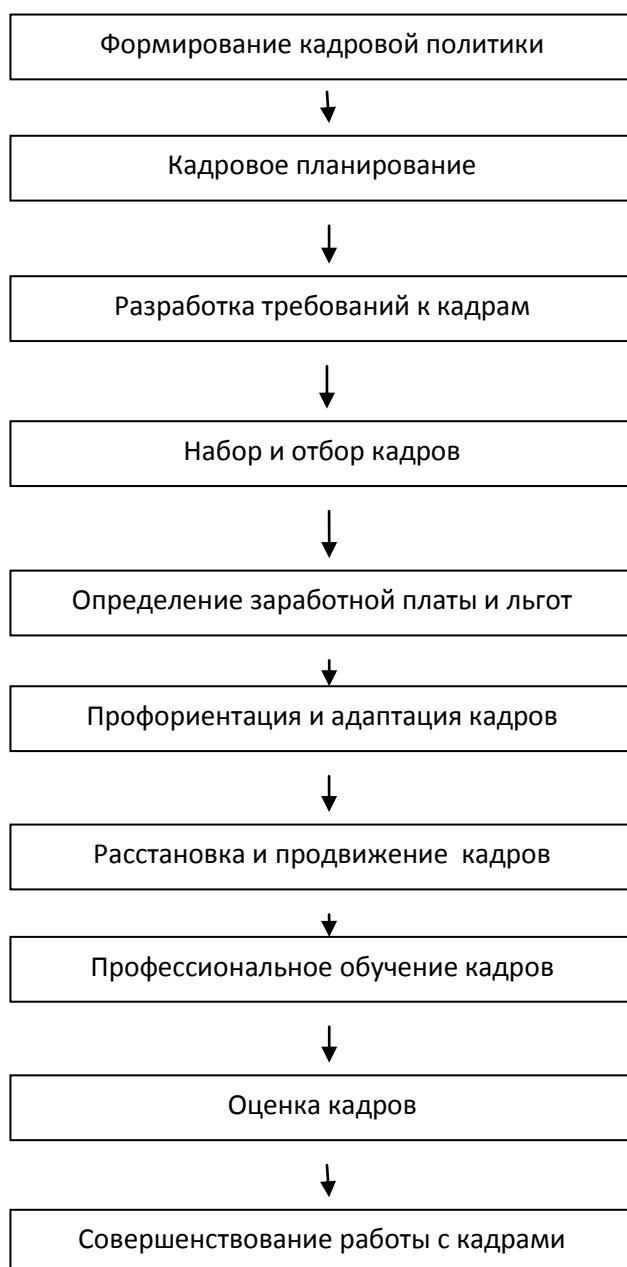 Формирование кадровой политики
Кадровое планирование
Разработка требований к кадрам
Набор и отбор кадров
Определение заработной платы и льгот
Профориентация и адаптация кадров
Расстановка и продвижение кадров
Профессиональное обучение кадров
Оценка кадров
Совершенствование работы с кадрами